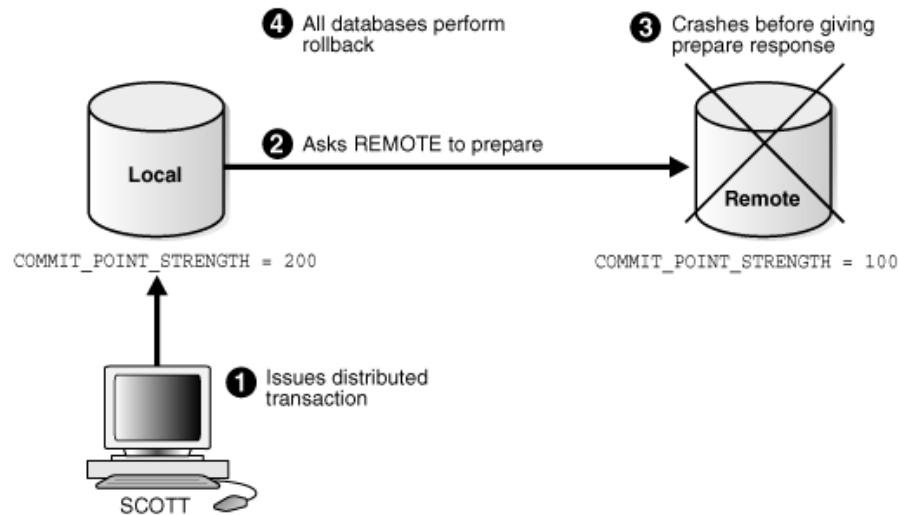 4 All databases perform
rollback
3 Crashes before giving
prepare response
Local
2 Asks REMOTE to prepare
Remote
COMMIT_POINT_STRENGTH = 200
COMMIT_POINT_STRENGTH = 100
1 Issues distributed
transaction
SCOTT